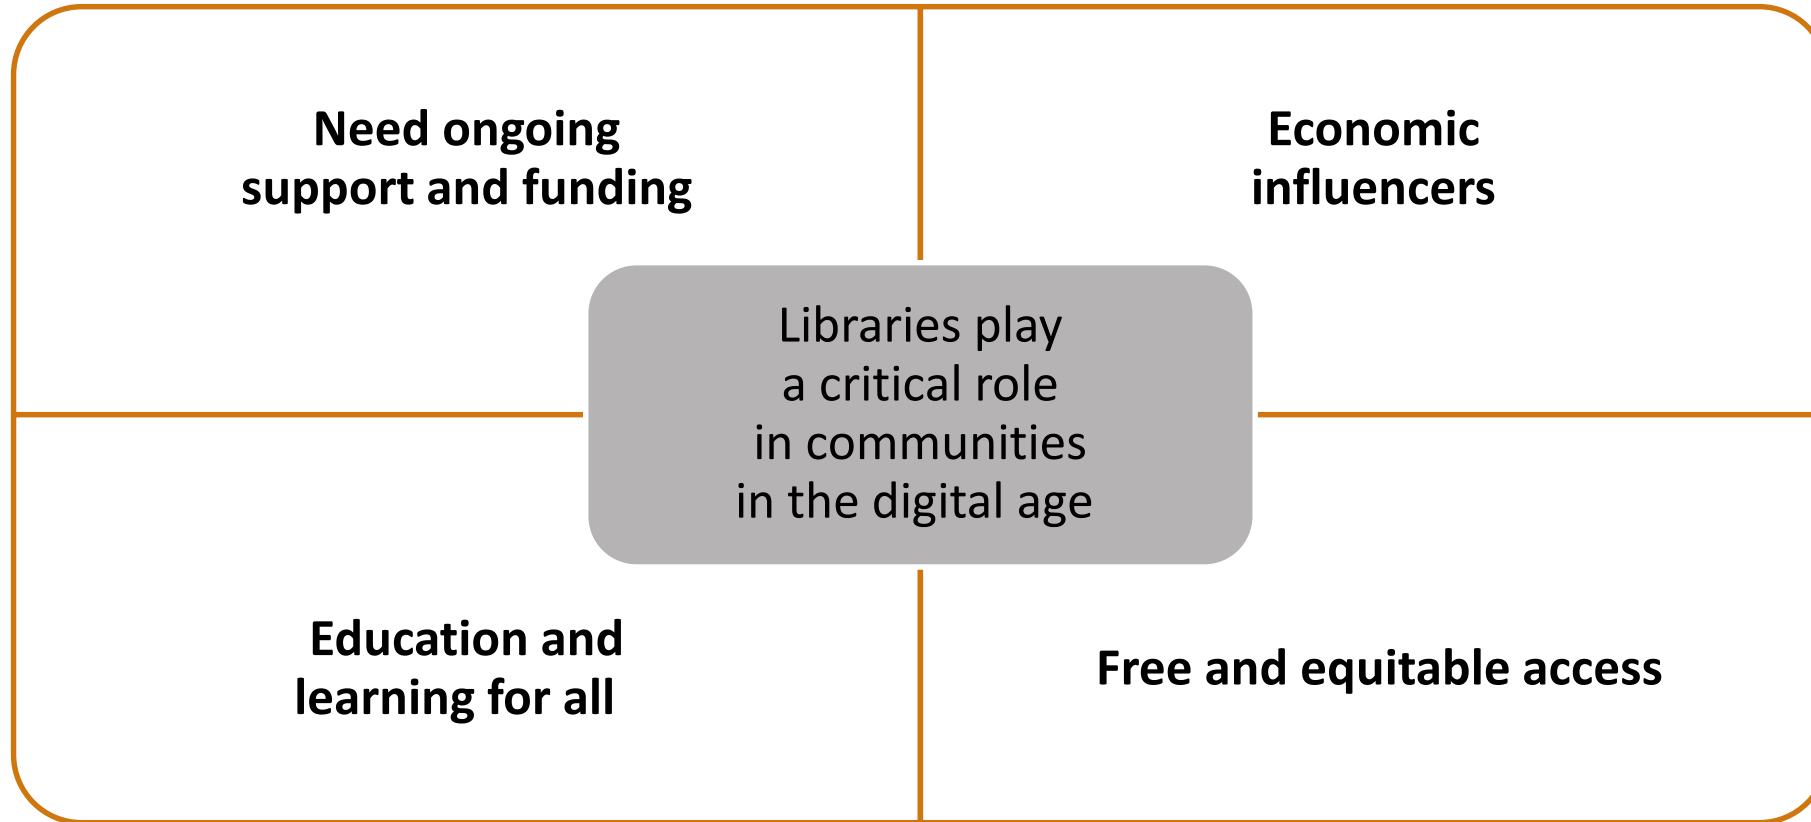 Need ongoing
support and funding
Economic
influencers
Libraries play
a critical role
in communities
in the digital age
Education and
learning for all
Free and equitable access